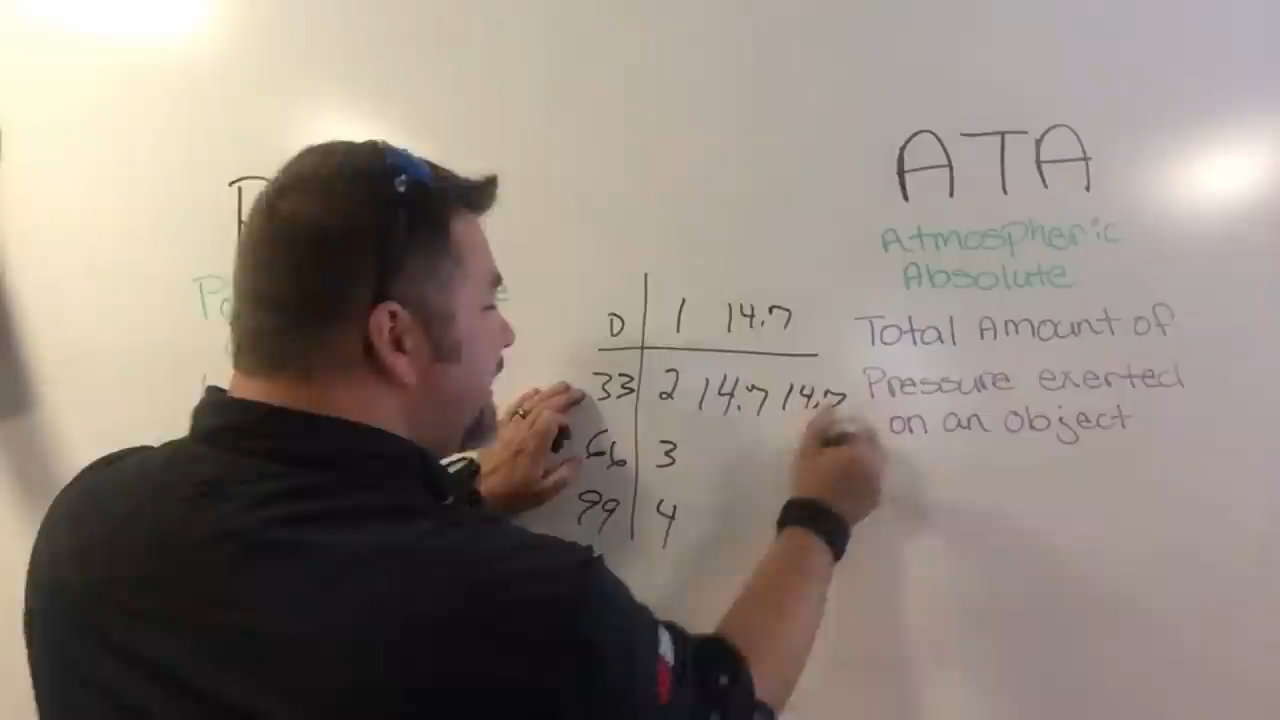 ATA
Atmospheric
Absolute
Total Amount of
Pressure exerted
on an object
D 1 14.7
33 2 14.7 14.7
66 3
99 4